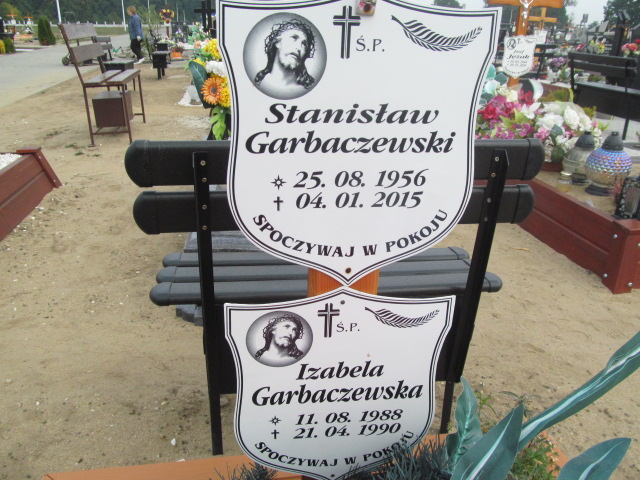 Ś.P.
Stanisław
Garbaczewski
25. 08. 1956
04. 01. 2015
SPOCZYWAJ W POKOJU
Ś.P.
Izabela
Garbaczewska
11. 08. 1988
21. 04. 1990
SPOCZYWAJ W POKOJU